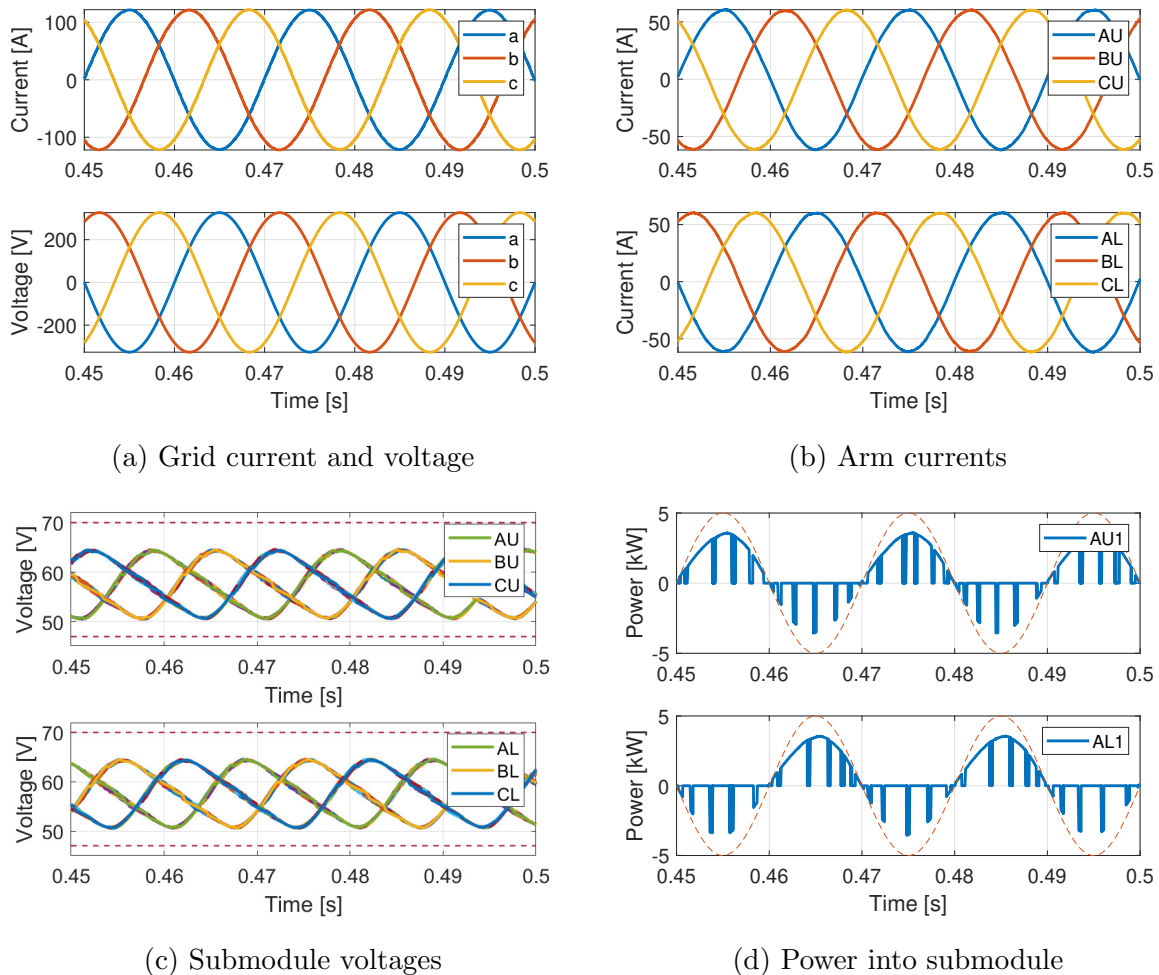 Current [A]
100
0
-100
a
b
c
0.45 0.46 0.47 0.48 0.49 0.5
Voltage [V]
200
0
-200
a
b
c
0.45 0.46 0.47 0.48 0.49 0.5
Time [s]
(a) Grid current and voltage
Current [A]
50
0
-50
AU
BU
CU
0.45 0.46 0.47 0.48 0.49 0.5
Current [A]
50
0
-50
AL
BL
CL
0.45 0.46 0.47 0.48 0.49 0.5
Time [s]
(b) Arm currents
Voltage [V]
70
60
50
AU
BU
CU
0.45 0.46 0.47 0.48 0.49 0.5
Time [s]
Voltage [V]
70
60
50
AL
BL
CL
0.45 0.46 0.47 0.48 0.49 0.5
Time [s]
(c) Submodule voltages
Power [kW]
5
0
-5
AU1
0.45 0.46 0.47 0.48 0.49 0.5
Power [kW]
5
0
-5
AL1
0.45 0.46 0.47 0.48 0.49 0.5
Time [s]
(d) Power into submodule